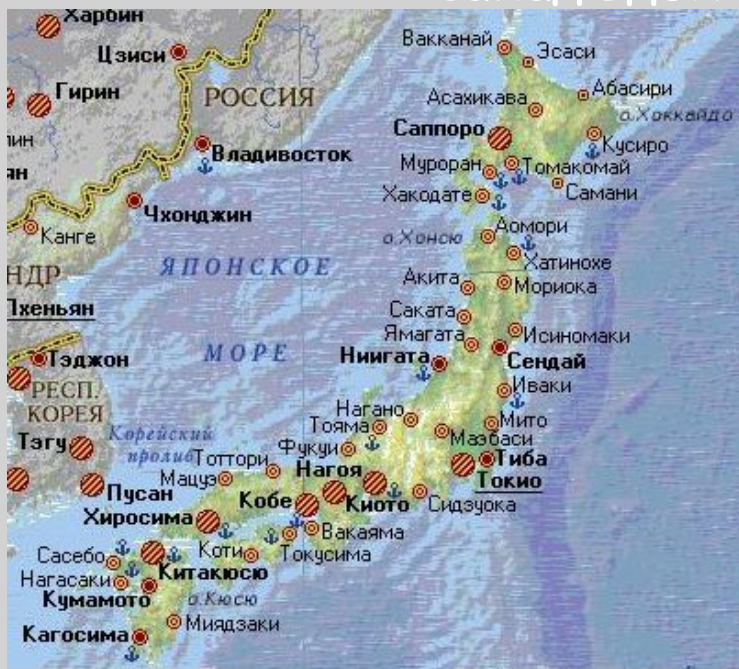 Харбин
Цзиси
Гирин
РОССИЯ
Владивосток
Чхонджин
Канге
НДР
Пхеньян
Тэджон
РЕСП.
КОРЕЯ
Тэгу
Пусан
ЯПОНСКОЕ
МОРЕ
Корейский
пролив
Вакканай
Эсаси
Абасири
Асахикава
о.Хоккайдо
Саппоро
Кусиро
Муроран
Томакомай
Самани
Хакодате
Аомори
о.Хонсю
Хатинохе
Акита
Мориока
Саката
Ямагата
Исиномаки
Ниигата
Сендай
Иваки
Нагано
Тояма
Мито
Маэбаси
Фукуи
Тоттори
Мацуэ
Нагоя
Тиба
Токио
Кобе
Киото
Сидзуока
Хиросима
Вакаяма
Коти
Токусима
Сасебо
Китакюсю
Нагасаки
Кумамото
о.Кюсю
Миядзаки
Кагосима